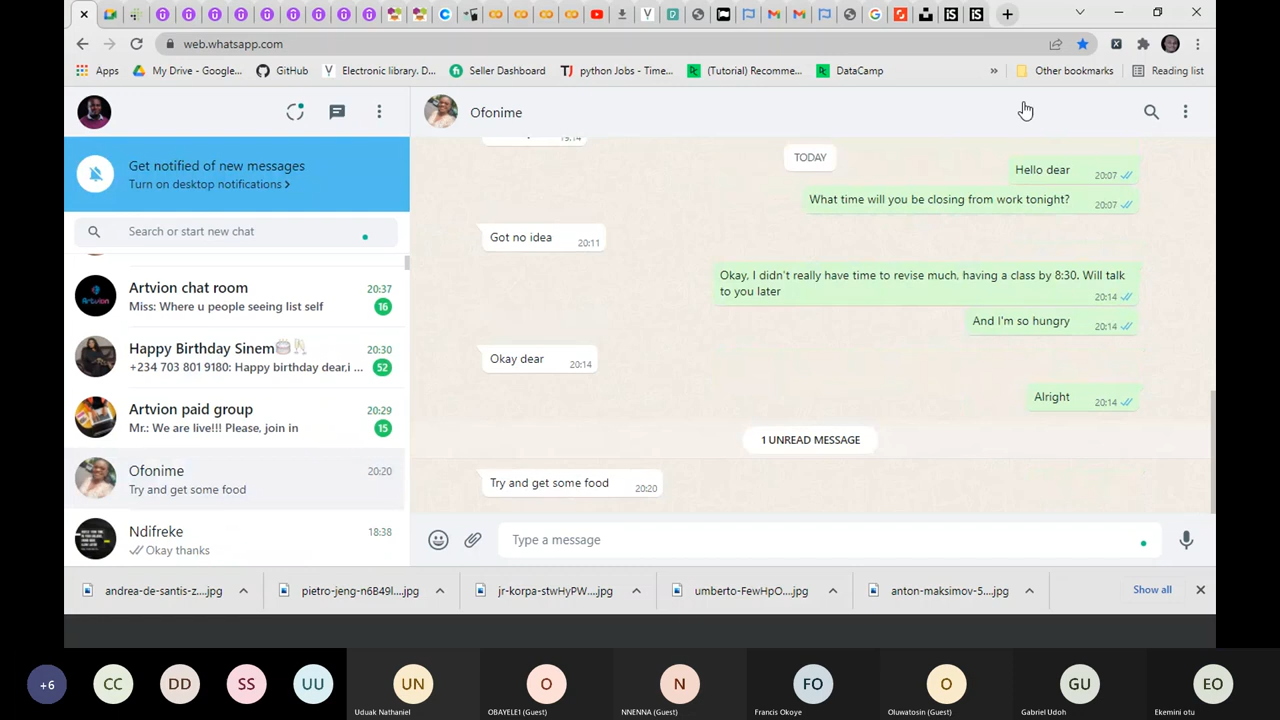 web.whatsapp.com
Apps
My Drive - Google...
GitHub
Electronic library. D...
Seller Dashboard
python Jobs - Time...
(Tutorial) Recomme...
DataCamp
»
Other bookmarks
Reading list
Get notified of new messages
Turn on desktop notifications >
Search or start new chat
Artvion chat room 20:37
Miss: Where u people seeing list self 16
Happy Birthday Sinem🎂🥂 20:30
+234 703 801 9180: Happy birthday dear,i ... 52
Artvion paid group 20:29
Mr.: We are live!!! Please, join in 15
Ofonime 20:20
Try and get some food
Ndifreke 18:38
Okay thanks
Ofonime
TODAY
Hello dear 20:07
What time will you be closing from work tonight? 20:07
Got no idea 20:11
Okay, I didn't really have time to revise much, having a class by 8:30. Will talk
to you later 20:14
And I'm so hungry 20:14
Okay dear 20:14
Alright 20:14
1 UNREAD MESSAGE
Try and get some food 20:20
Type a message
andrea-de-santis-z....jpg
pietro-jeng-n6B49l....jpg
jr-korpa-stwHyPW....jpg
umberto-FewHpO....jpg
anton-maksimov-5....jpg
Show all
+6
CC
DD
SS
UU
UN
Uduak Nathaniel
O
OBAYELE1 (Guest)
N
NNENNA (Guest)
FO
Francis Okoye
O
Oluwatosin (Guest)
GU
Gabriel Udoh
EO
Ekemini otu